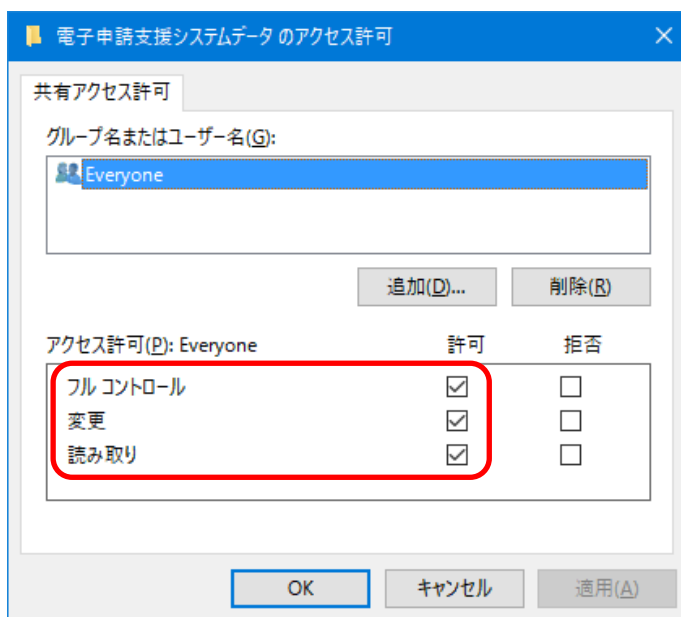 電子申請支援システムデータ のアクセス許可
共有アクセス許可
グループ名またはユーザー名(G):
Everyone
追加(D)...
削除(R)
アクセス許可(P): Everyone 許可 拒否
フル コントロール
変更
読み取り
OK キャンセル 適用(A)